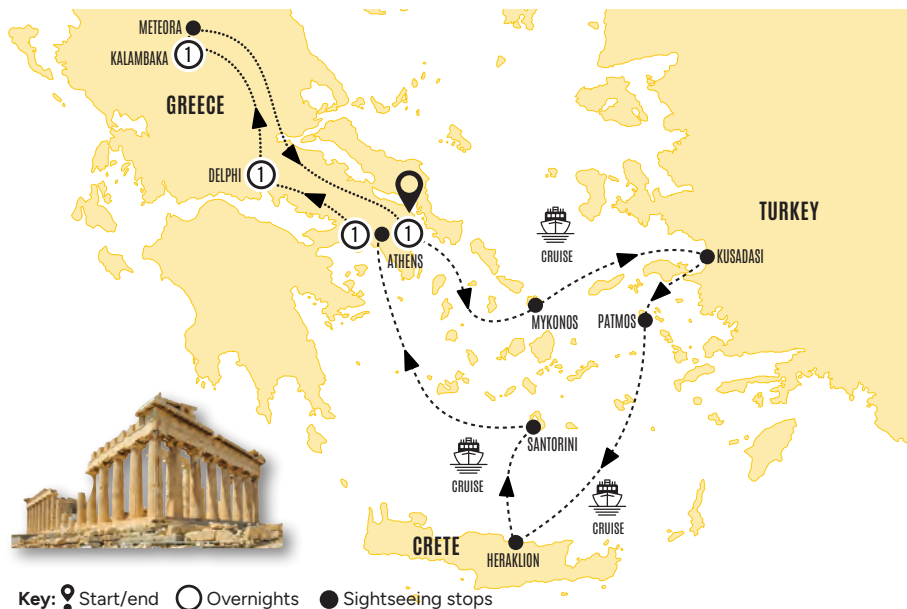 METEORA
KALAMBAKA 1
GREECE
DELPHI 1
1
1
ATHENS
TURKEY
CRUISE
KUSADASI
MYKONOS
PATMOS
SANTORINI
CRUISE
CRUISE
CRETE
HERAKLION
Key: Start/end Overnights Sightseeing stops